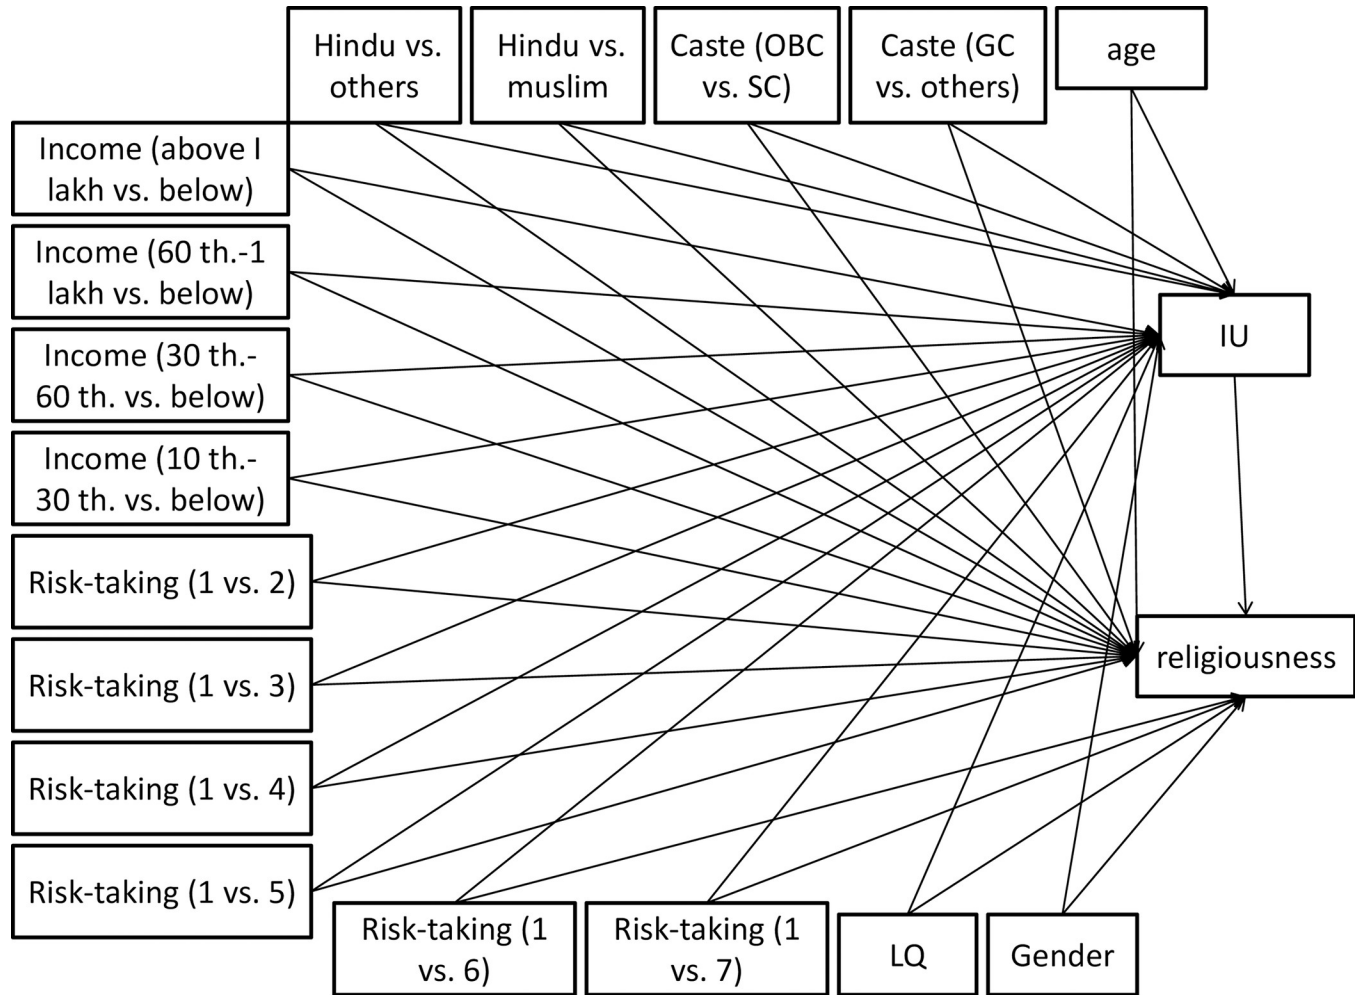 Hindu vs.
others
Hindu vs.
muslim
Caste (OBC
vs. SC)
Caste (GC
vs. others)
age
Income (above I
lakh vs. below)
Income (60 th.-1
lakh vs. below)
Income (30 th.-
60 th. vs. below)
Income (10 th.-
30 th. vs. below)
Risk-taking (1 vs. 2)
Risk-taking (1 vs. 3)
Risk-taking (1 vs. 4)
Risk-taking (1 vs. 5)
Risk-taking (1
vs. 6)
Risk-taking (1
vs. 7)
LQ
Gender
IU
religiousness